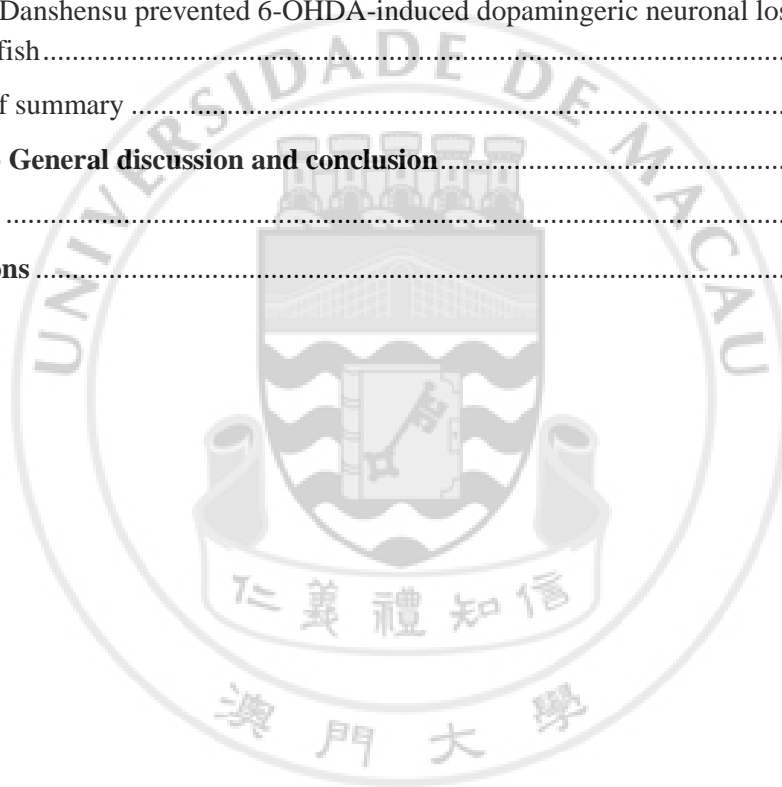 Danshensu prevented 6-OHDA-induced dopamingeric neuronal los
fish..........................................................................................................
f summary ..........................................................................................
General discussion and conclusion................................................
..........................................................................................................
ons ....................................................................................................
UNIVERSIDADE DE MACAU
仁義禮知信
澳門大學